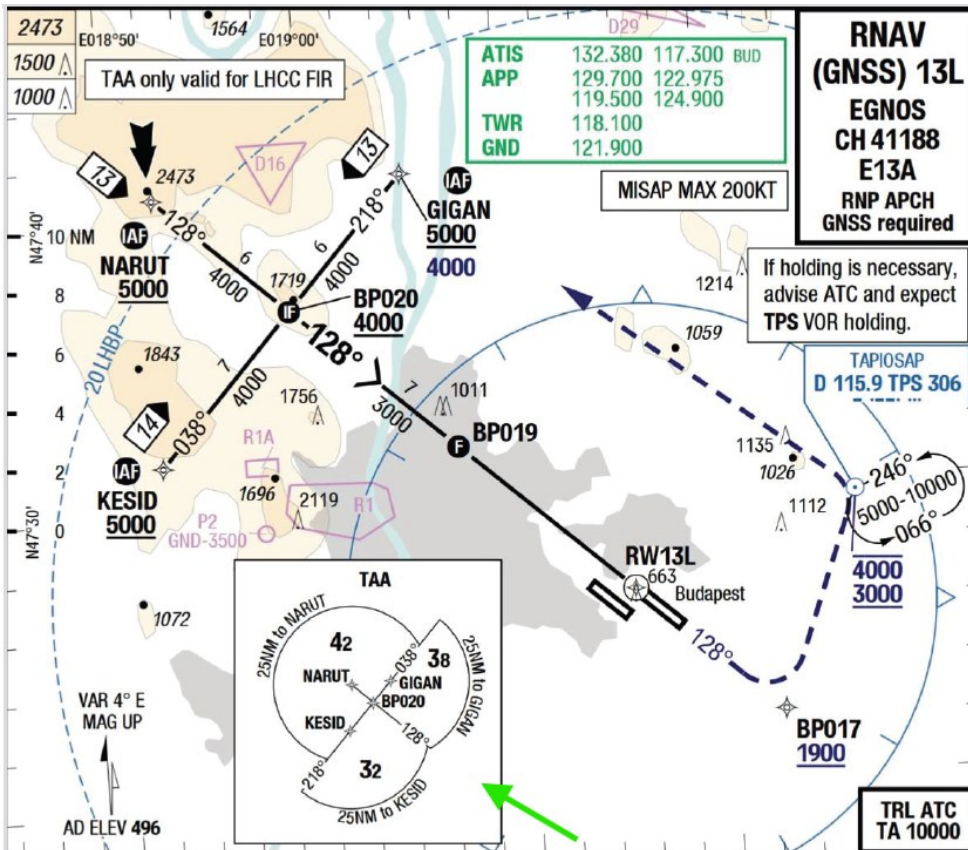 2473
1500
1000
E018°50'
1564
E019°00'
D29
TAA only valid for LHCC FIR
ATIS 132.380 117.300 BUD
APP 129.700 122.975
119.500 124.900
TWR 118.100
GND 121.900
RNAV
(GNSS) 13L
EGNOS
CH 41188
E13A
RNP APCH
GNSS required
MISAP MAX 200KT
13
2473
D16
13
128°
218°
IAF
GIGAN
5000
4000
N47°40'
10 NM
IAF
NARUT
5000
6
4000
6
4000
1719
IF
BP020
4000
1214
If holding is necessary,
advise ATC and expect
TPS VOR holding.
8
20 LHBP
128°
1059
6
1843
7
4000
7
3000
TAPIOSAP
D 115.9 TPS 306
4
1756
1011
F
BP019
14
038°
R1A
1135
1026
2
IAF
KESID
5000
1696
2119
R1
1112
246°
5000-10000
066°
N47°30'
0
P2
GND-3500
RW13L
663
Budapest
4000
3000
1072
TAA
25NM to NARUT
42
038°
38
25NM to GIGAN
NARUT
GIGAN
BP020
KESID
128°
218°
32
25NM to KESID
128°
BP017
1900
VAR 4° E
MAG UP
AD ELEV 496
TRL ATC
TA 10000